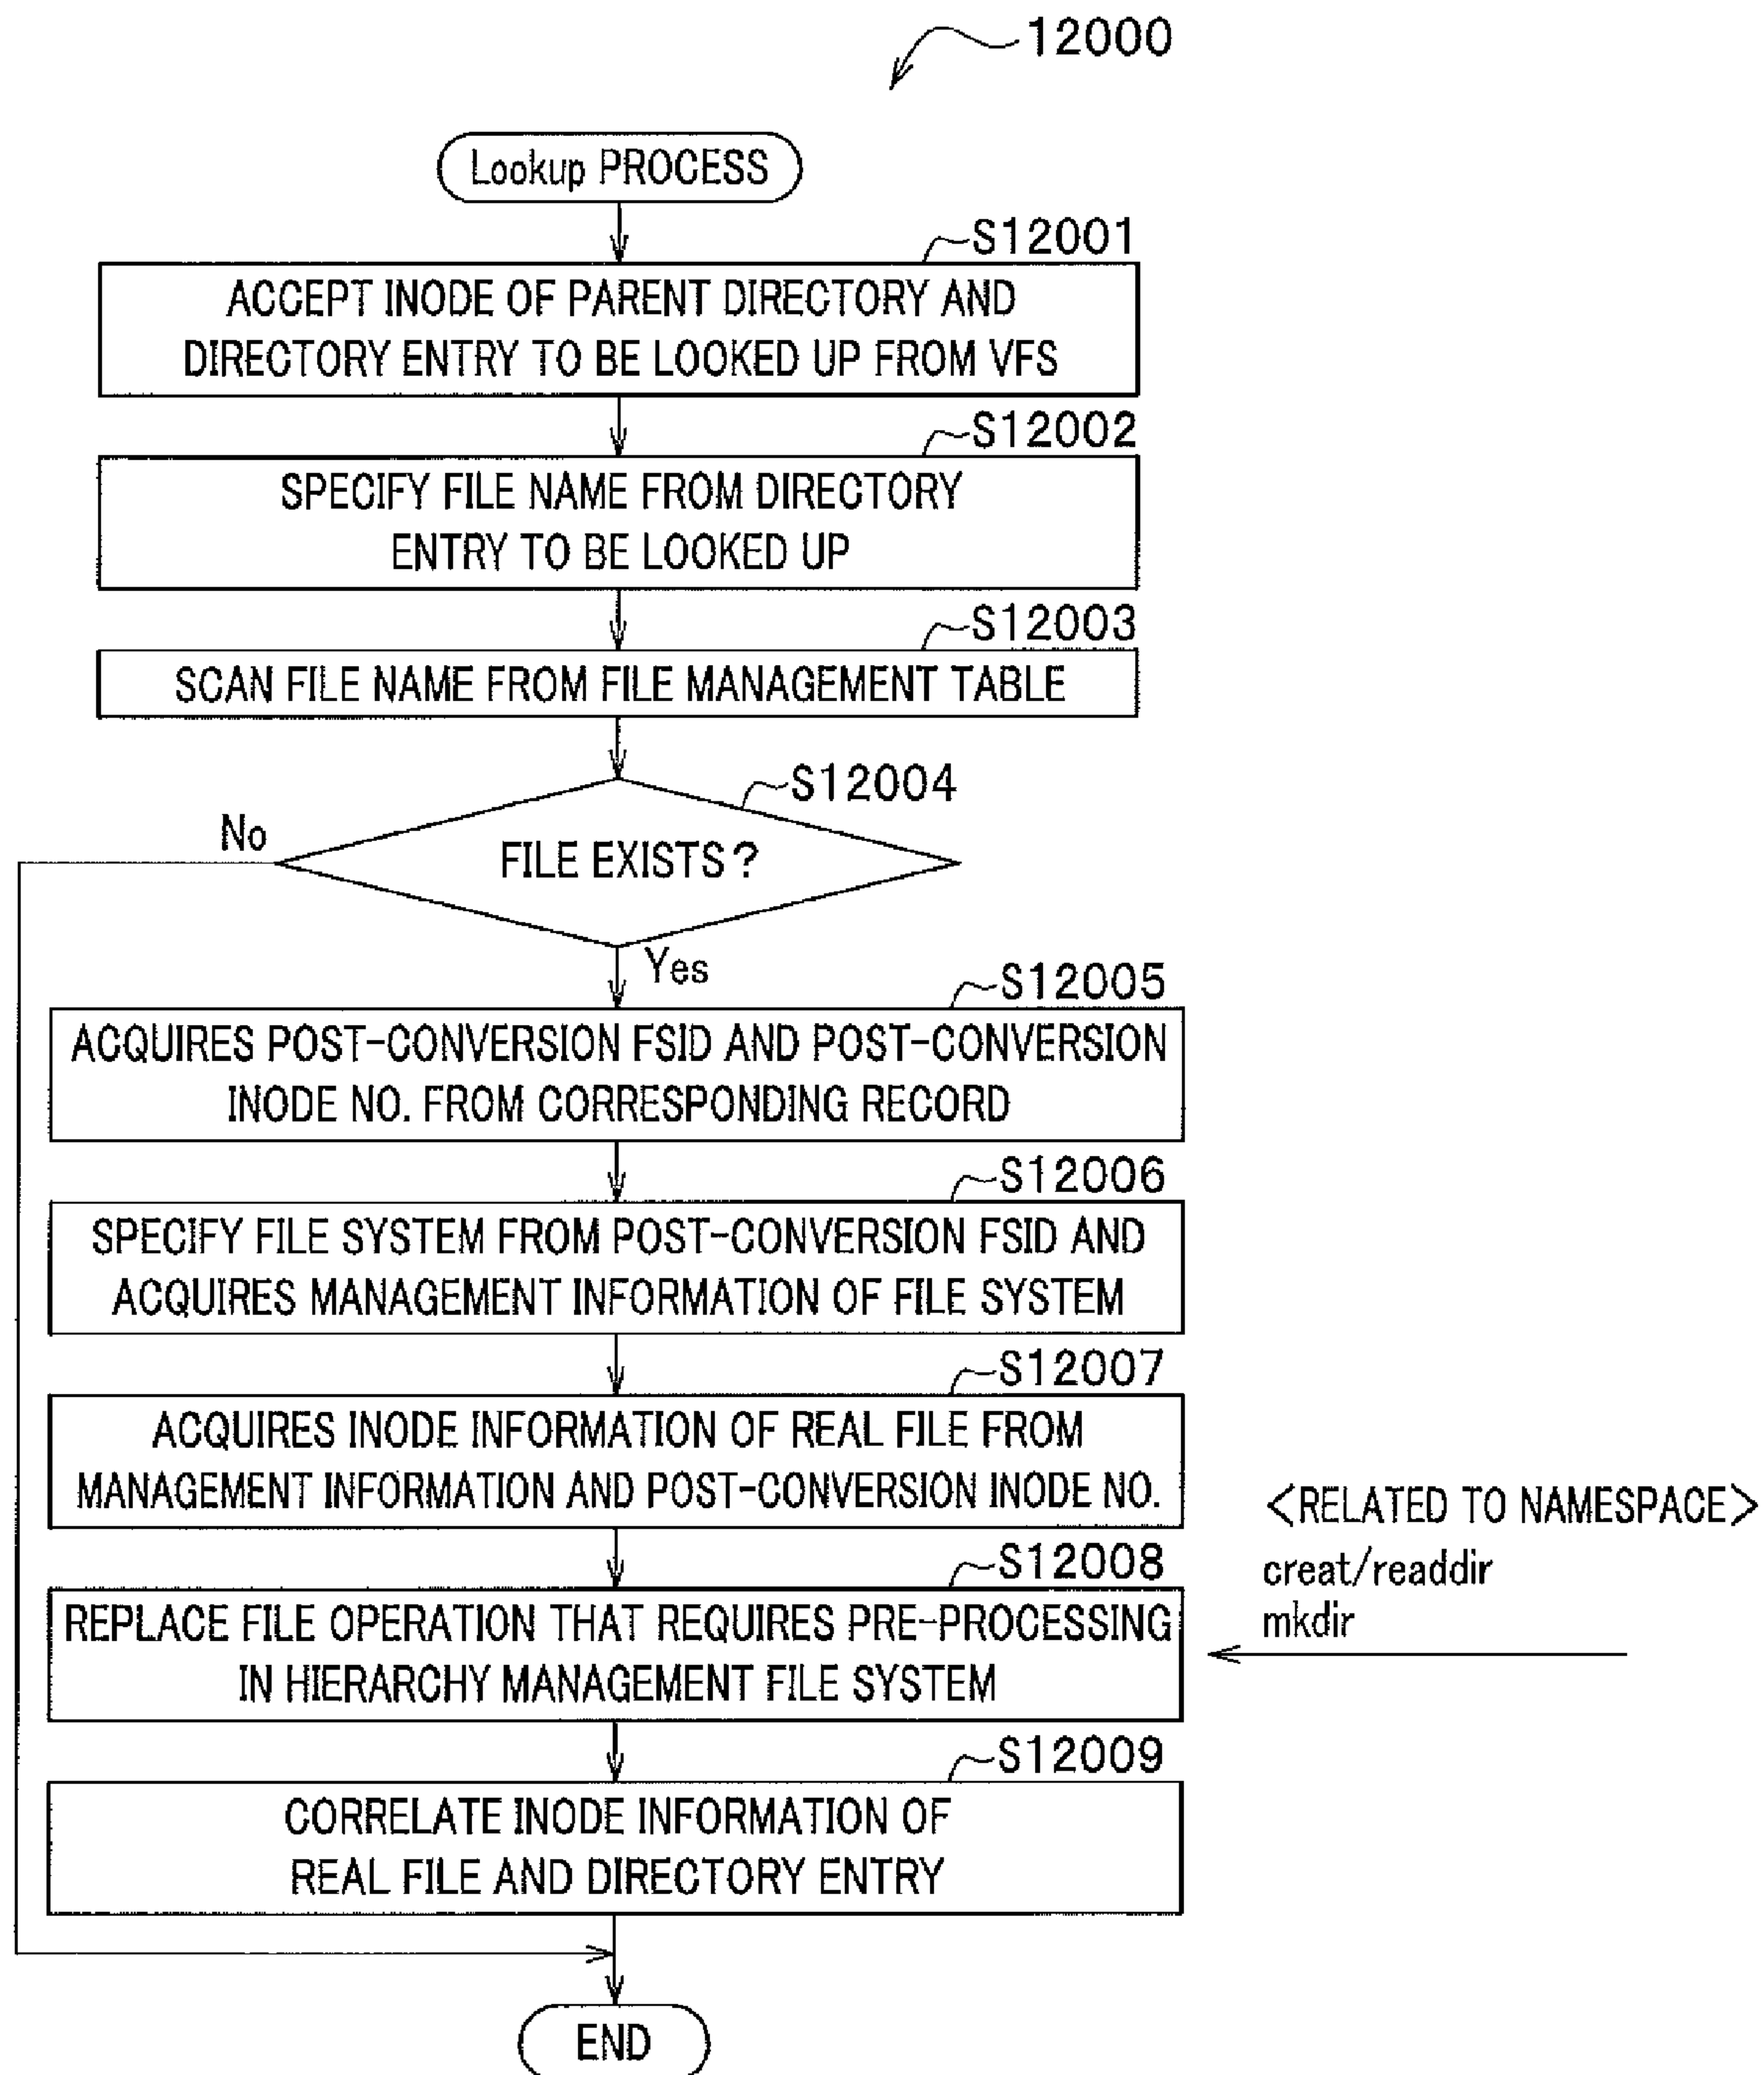 12000
Lookup PROCESS
S12001
ACCEPT INODE OF PARENT DIRECTORY AND
DIRECTORY ENTRY TO BE LOOKED UP FROM VFS
S12002
SPECIFY FILE NAME FROM DIRECTORY
ENTRY TO BE LOOKED UP
S12003
SCAN FILE NAME FROM FILE MANAGEMENT TABLE
S12004
No
FILE EXISTS?
Yes
S12005
ACQUIRES POST-CONVERSION FSID AND POST-CONVERSION
INODE NO. FROM CORRESPONDING RECORD
S12006
SPECIFY FILE SYSTEM FROM POST-CONVERSION FSID AND
ACQUIRES MANAGEMENT INFORMATION OF FILE SYSTEM
S12007
ACQUIRES INODE INFORMATION OF REAL FILE FROM
MANAGEMENT INFORMATION AND POST-CONVERSION INODE NO.
<RELATED TO NAMESPACE>
creat/readdir
mkdir
S12008
REPLACE FILE OPERATION THAT REQUIRES PRE-PROCESSING
IN HIERARCHY MANAGEMENT FILE SYSTEM
S12009
CORRELATE INODE INFORMATION OF
REAL FILE AND DIRECTORY ENTRY
END